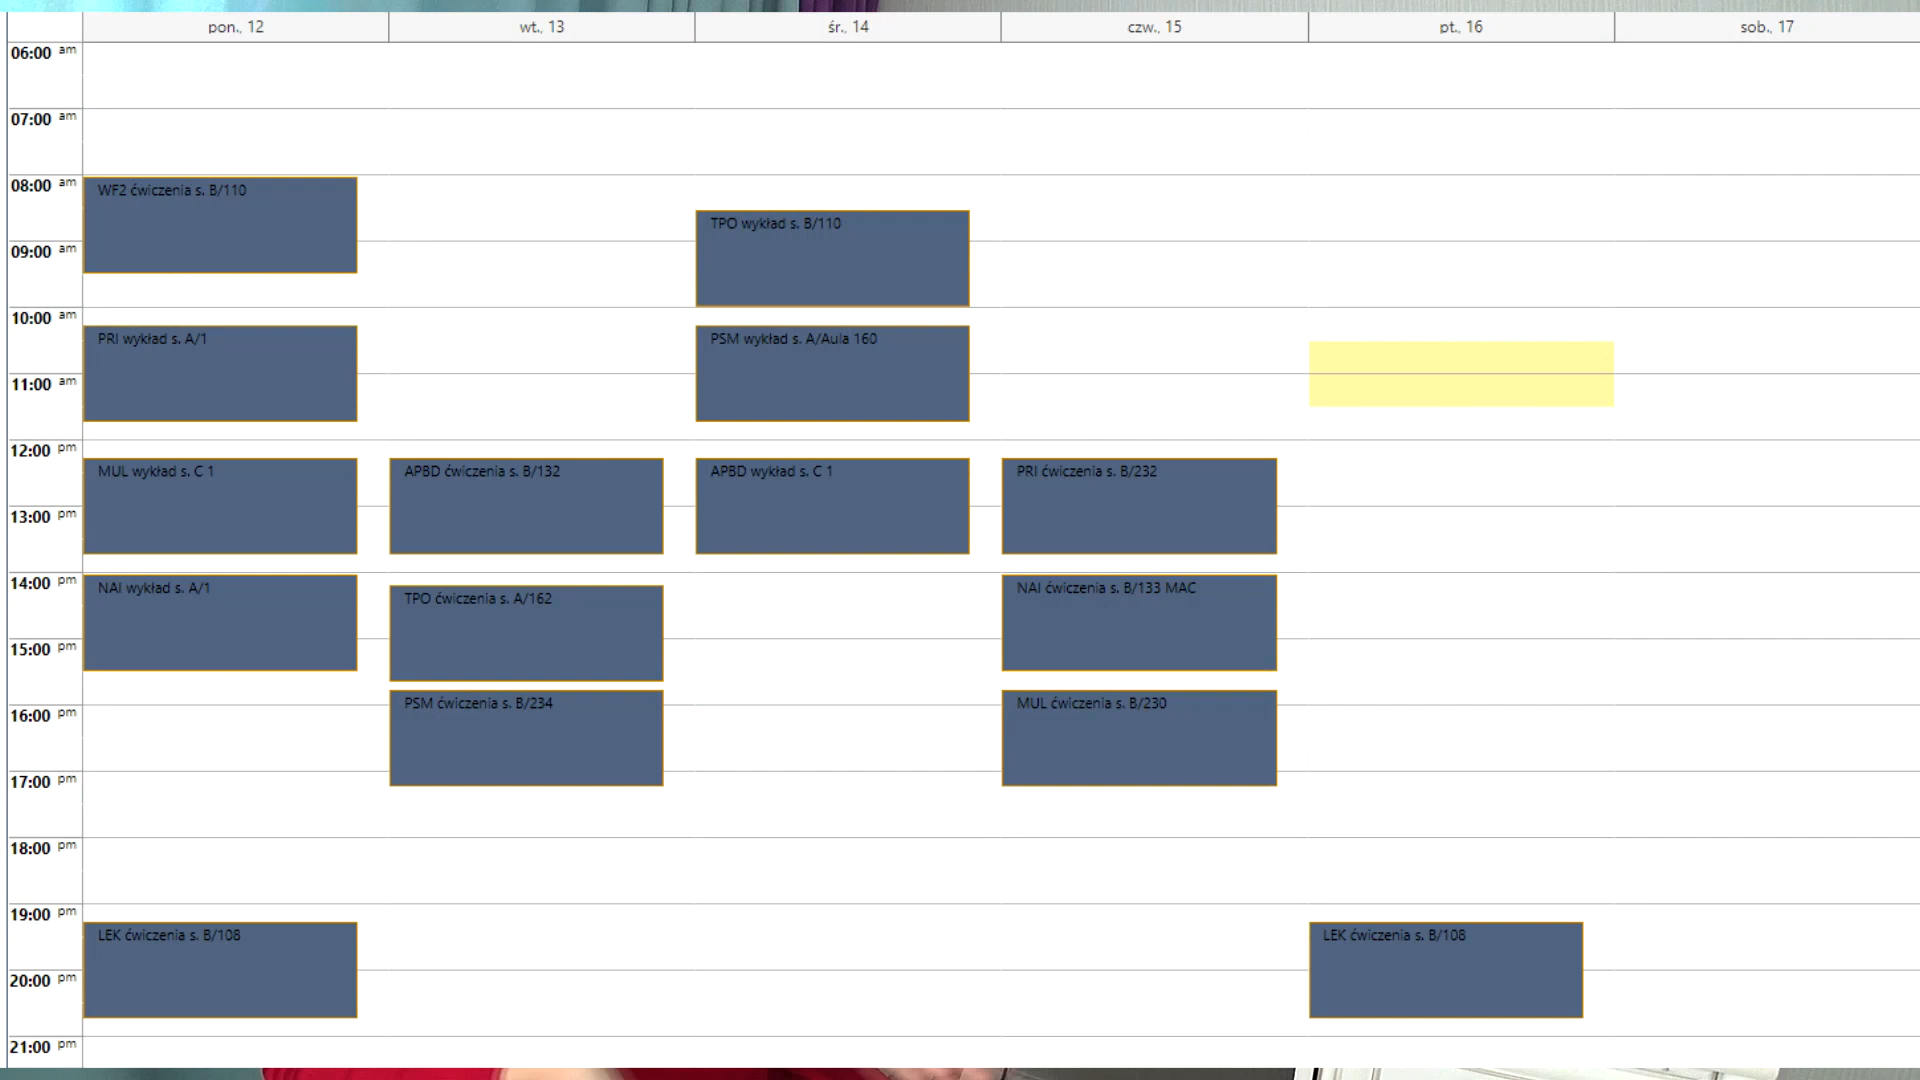 pon., 12
wt., 13
śr., 14
czw., 15
pt., 16
sob., 17
06:00 am
07:00 am
08:00 am
WF2 ćwiczenia s. B/110
TPO wykład s. B/110
09:00 am
10:00 am
PRI wykład s. A/1
PSM wykład s. A/Aula 160
11:00 am
12:00 pm
MUL wykład s. C 1
APBD ćwiczenia s. B/132
APBD wykład s. C 1
PRI ćwiczenia s. B/232
13:00 pm
14:00 pm
NAI wykład s. A/1
TPO ćwiczenia s. A/162
NAI ćwiczenia s. B/133 MAC
15:00 pm
PSM ćwiczenia s. B/234
MUL ćwiczenia s. B/230
16:00 pm
17:00 pm
18:00 pm
19:00 pm
LEK ćwiczenia s. B/108
LEK ćwiczenia s. B/108
20:00 pm
21:00 pm